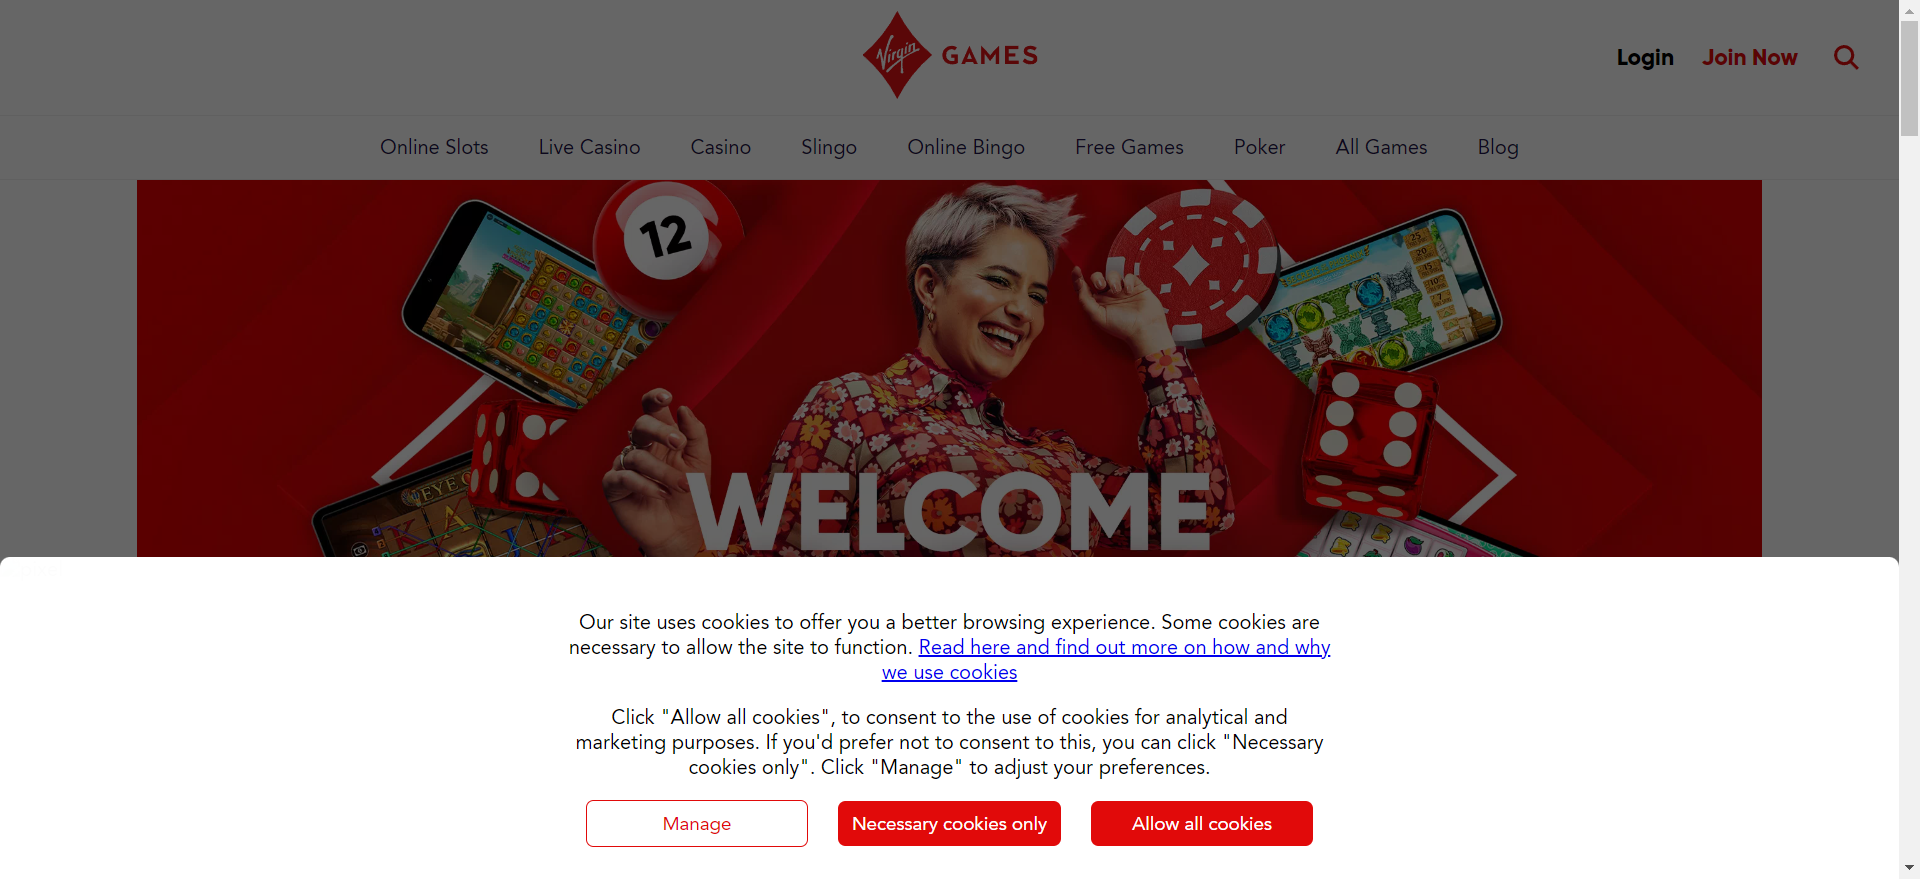 Virgin GAMES
Login
Join Now
Online Slots
Live Casino
Casino
Slingo
Online Bingo
Free Games
Poker
All Games
Blog
12
25
20
15
10
7
EYE O
K A
WELCOME
Our site uses cookies to offer you a better browsing experience. Some cookies are
necessary to allow the site to function. Read here and find out more on how and why
we use cookies
Click "Allow all cookies", to consent to the use of cookies for analytical and
marketing purposes. If you'd prefer not to consent to this, you can click "Necessary
cookies only". Click "Manage" to adjust your preferences.
Manage
Necessary cookies only
Allow all cookies